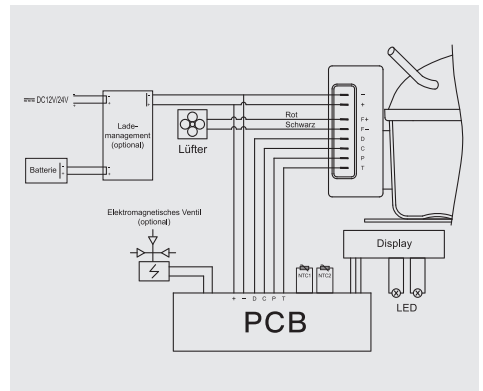 DC12V/24V
Lade-
management
(optional)
Batterie
Lüfter
Rot
Schwarz
−
+
F+
F−
D
C
P
T
Elektromagnetisches Ventil
(optional)
+ − D C P T
NTC1
NTC2
Display
LED
PCB